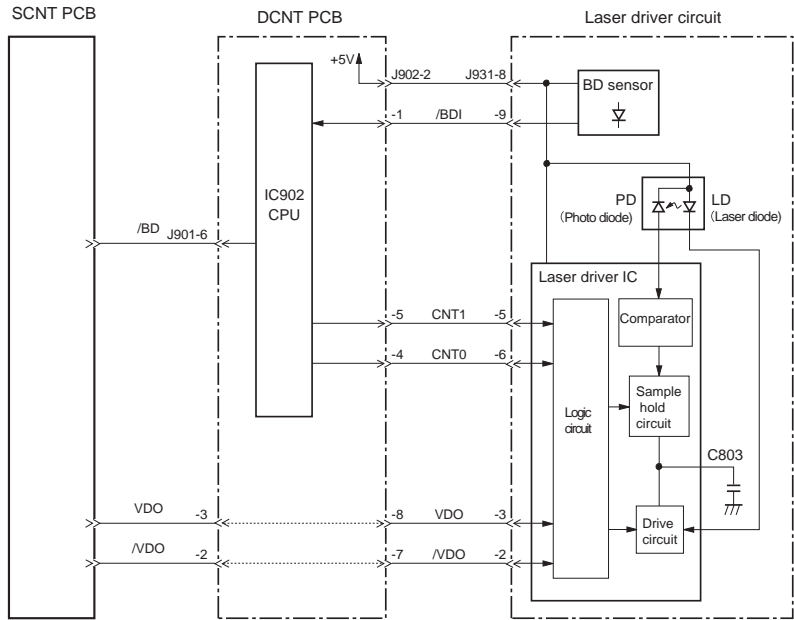 SCNT PCB
DCNT PCB
Laser driver circuit
+5V
J902-2
J931-8
BD sensor
-1
/BDI
-9
IC902
CPU
PD
(Photo diode)
LD
(Laser diode)
/BD
J901-6
Laser driver IC
-5
CNT1
-5
Comparator
-4
CNT0
-6
Sample
hold
circuit
Logic
circuit
C803
VDO
-3
-8
VDO
-3
Drive
circuit
/VDO
-2
-7
/VDO
-2